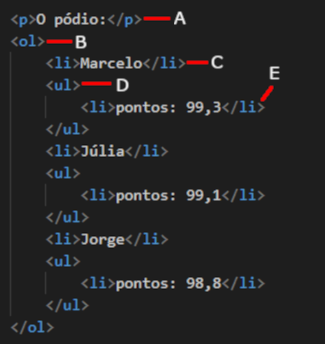 <p>O pódio:</p> A
<ol> B
<li>Marcelo</li> C
<ul> D
E
<li>pontos: 99,3</li>
</ul>
<li>Júlia</li>
<ul>
<li>pontos: 99,1</li>
</ul>
<li>Jorge</li>
<ul>
<li>pontos: 98,8</li>
</ul>
</ol>